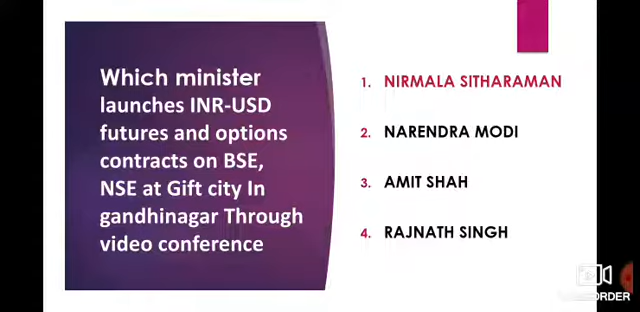 Which minister
launches INR-USD
futures and options
contracts on BSE,
NSE at Gift city In
gandhinagar Through
video conference
1. NIRMALA SITHARAMAN
2. NARENDRA MODI
3. AMIT SHAH
4. RAJNATH SINGH